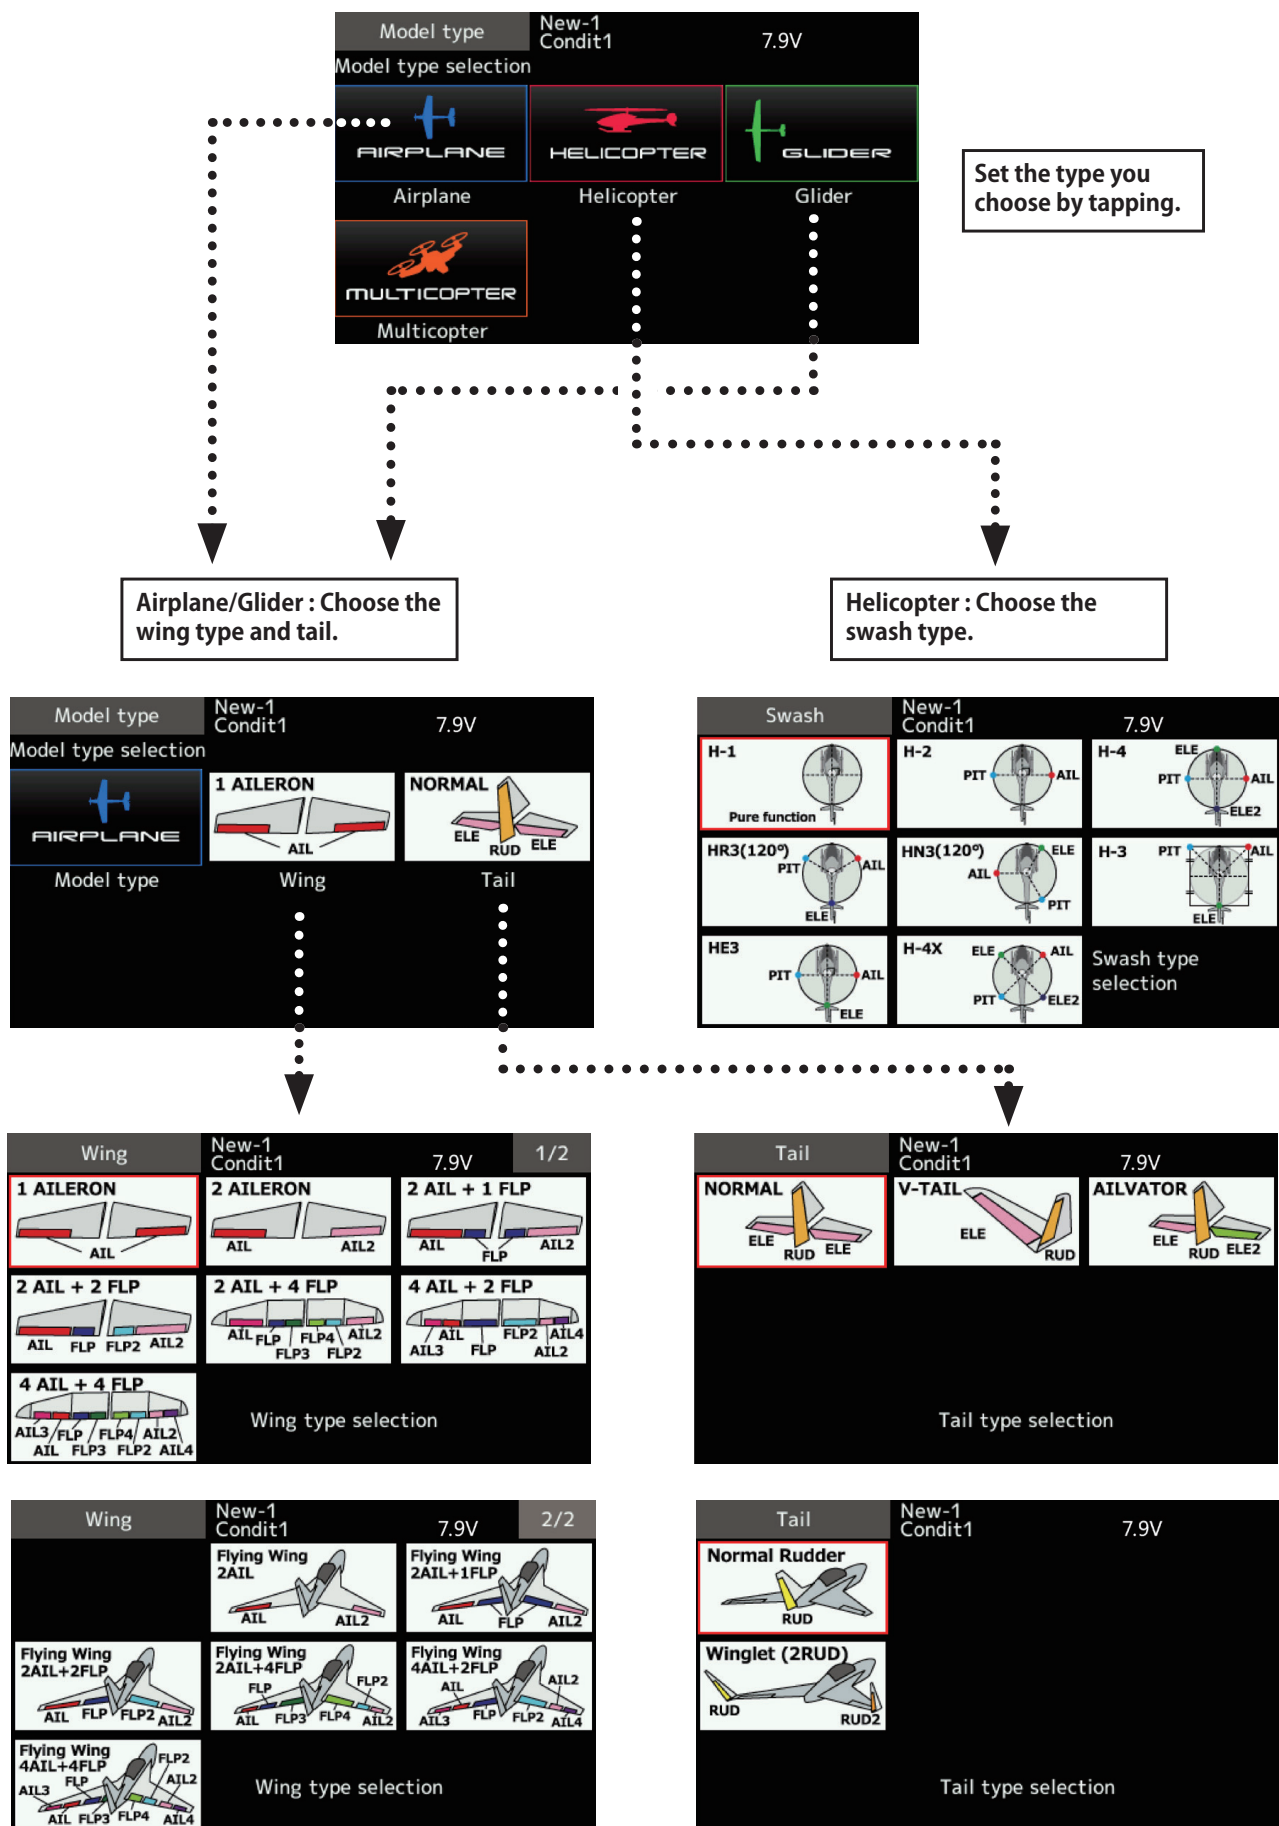 Model type
New-1
Condit1
7.9V
Model type selection
AIRPLANE
HELICOPTER
GLIDER
Airplane
Helicopter
Glider
MULTICOPTER
Multicopter
Set the type you
choose by tapping.
Airplane/Glider : Choose the
wing type and tail.
Helicopter : Choose the
swash type.
Model type
New-1
Condit1
7.9V
Model type selection
AIRPLANE
1 AILERON
AIL
NORMAL
ELE
RUD
ELE
Model type
Wing
Tail
Swash
New-1
Condit1
7.9V
H-1
Pure function
H-2
PIT
AIL
H-4
ELE
PIT
AIL
ELE2
HR3(120°)
PIT
AIL
ELE
HN3(120°)
ELE
AIL
PIT
H-3
PIT
AIL
ELE
HE3
PIT
AIL
ELE
H-4X
ELE
AIL
PIT
ELE2
Swash type
selection
Wing
New-1
Condit1
7.9V
1/2
1 AILERON
AIL
2 AILERON
AIL
AIL2
2 AIL + 1 FLP
AIL
FLP
AIL2
2 AIL + 2 FLP
AIL
FLP
FLP2
AIL2
2 AIL + 4 FLP
AIL
FLP
FLP4
AIL2
FLP3
FLP2
4 AIL + 2 FLP
AIL
FLP2
AIL4
AIL3
FLP
AIL2
4 AIL + 4 FLP
AIL3
FLP
FLP4
AIL2
AIL
FLP3
FLP2
AIL4
Wing type selection
Tail
New-1
Condit1
7.9V
NORMAL
ELE
RUD
ELE
V-TAIL
ELE
RUD
AILVATOR
ELE
RUD
ELE2
Tail type selection
Wing
New-1
Condit1
7.9V
2/2
Flying Wing
2AIL
AIL
AIL2
Flying Wing
2AIL+1FLP
AIL
FLP
AIL2
Flying Wing
2AIL+2FLP
AIL
FLP
FLP2
AIL2
Flying Wing
2AIL+4FLP
FLP
FLP2
AIL
FLP3
FLP4
AIL2
Flying Wing
4AIL+2FLP
AIL
AIL2
AIL3
FLP
FLP2
AIL4
Flying Wing
4AIL+4FLP
FLP2
FLP
AIL2
AIL3
AIL
FLP3
FLP4
AIL4
Wing type selection
Tail
New-1
Condit1
7.9V
Normal Rudder
RUD
Winglet (2RUD)
RUD
RUD2
Tail type selection